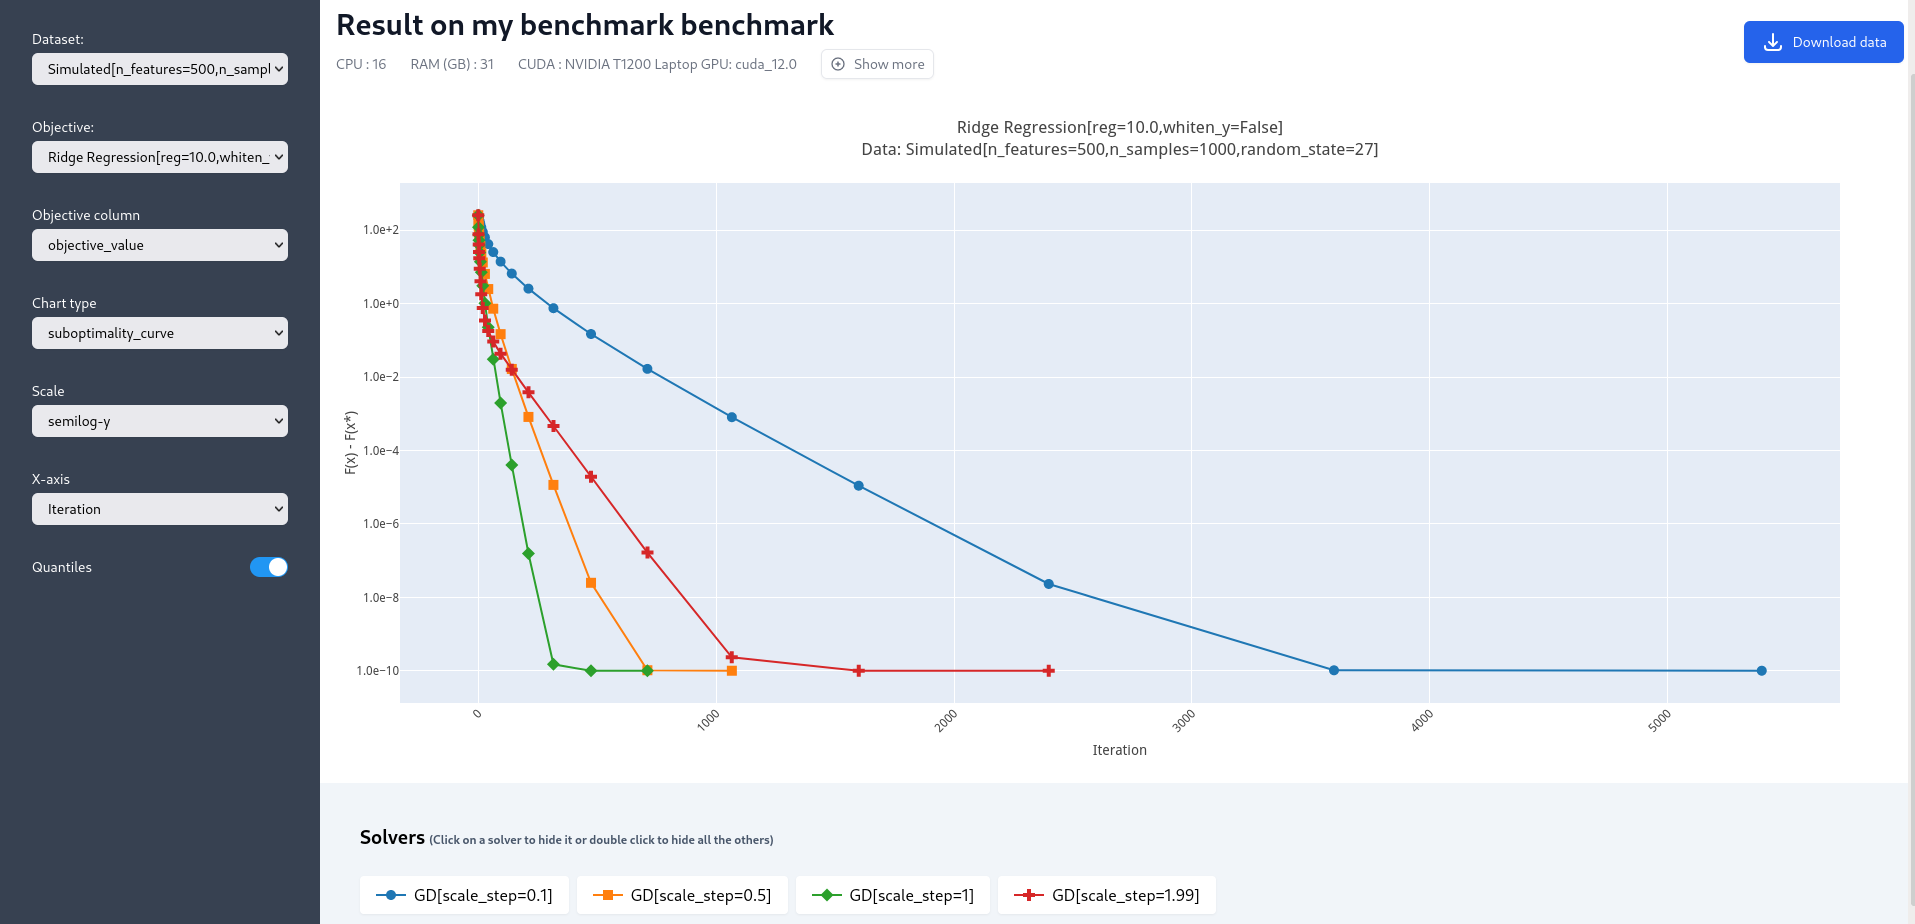 Dataset:
Simulated[n_features=500,n_sampl
Objective:
Ridge Regression[reg=10.0,whiten_
Objective column
objective_value
Chart type
suboptimality_curve
Scale
semilog-y
X-axis
Iteration
Quantiles
Result on my benchmark benchmark
CPU : 16 RAM (GB) : 31 CUDA : NVIDIA T1200 Laptop GPU: cuda_12.0 Show more
Download data
Ridge Regression[reg=10.0,whiten_y=False]
Data: Simulated[n_features=500,n_samples=1000,random_state=27]
F(x) - F(x*)
1.0e+2
1.0e+0
1.0e−2
1.0e−4
1.0e−6
1.0e−8
1.0e−10
0 1000 2000 3000 4000 5000
Iteration
Solvers (Click on a solver to hide it or double click to hide all the others)
GD[scale_step=0.1] GD[scale_step=0.5] GD[scale_step=1] GD[scale_step=1.99]